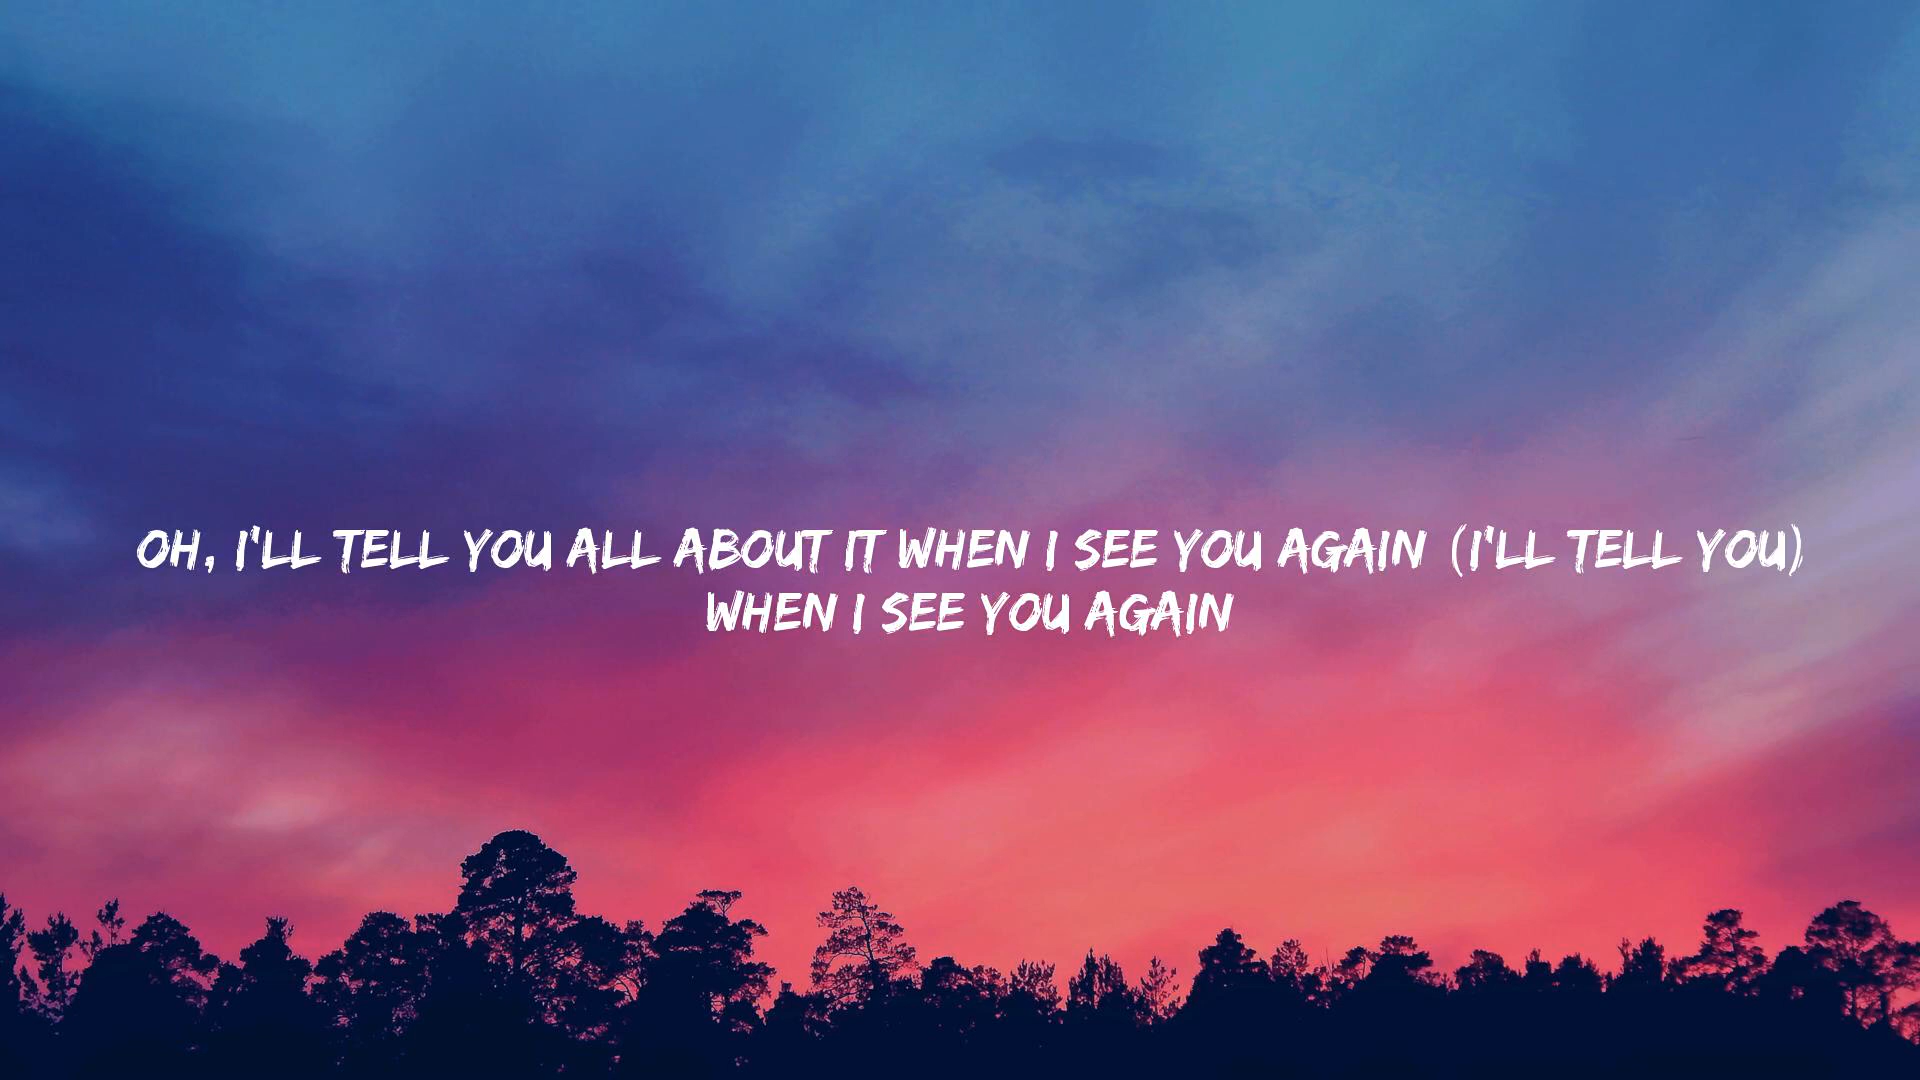 OH, I'LL TELL YOU ALL ABOUT IT WHEN I SEE YOU AGAIN (I'LL TELL YOU)
WHEN I SEE YOU AGAIN